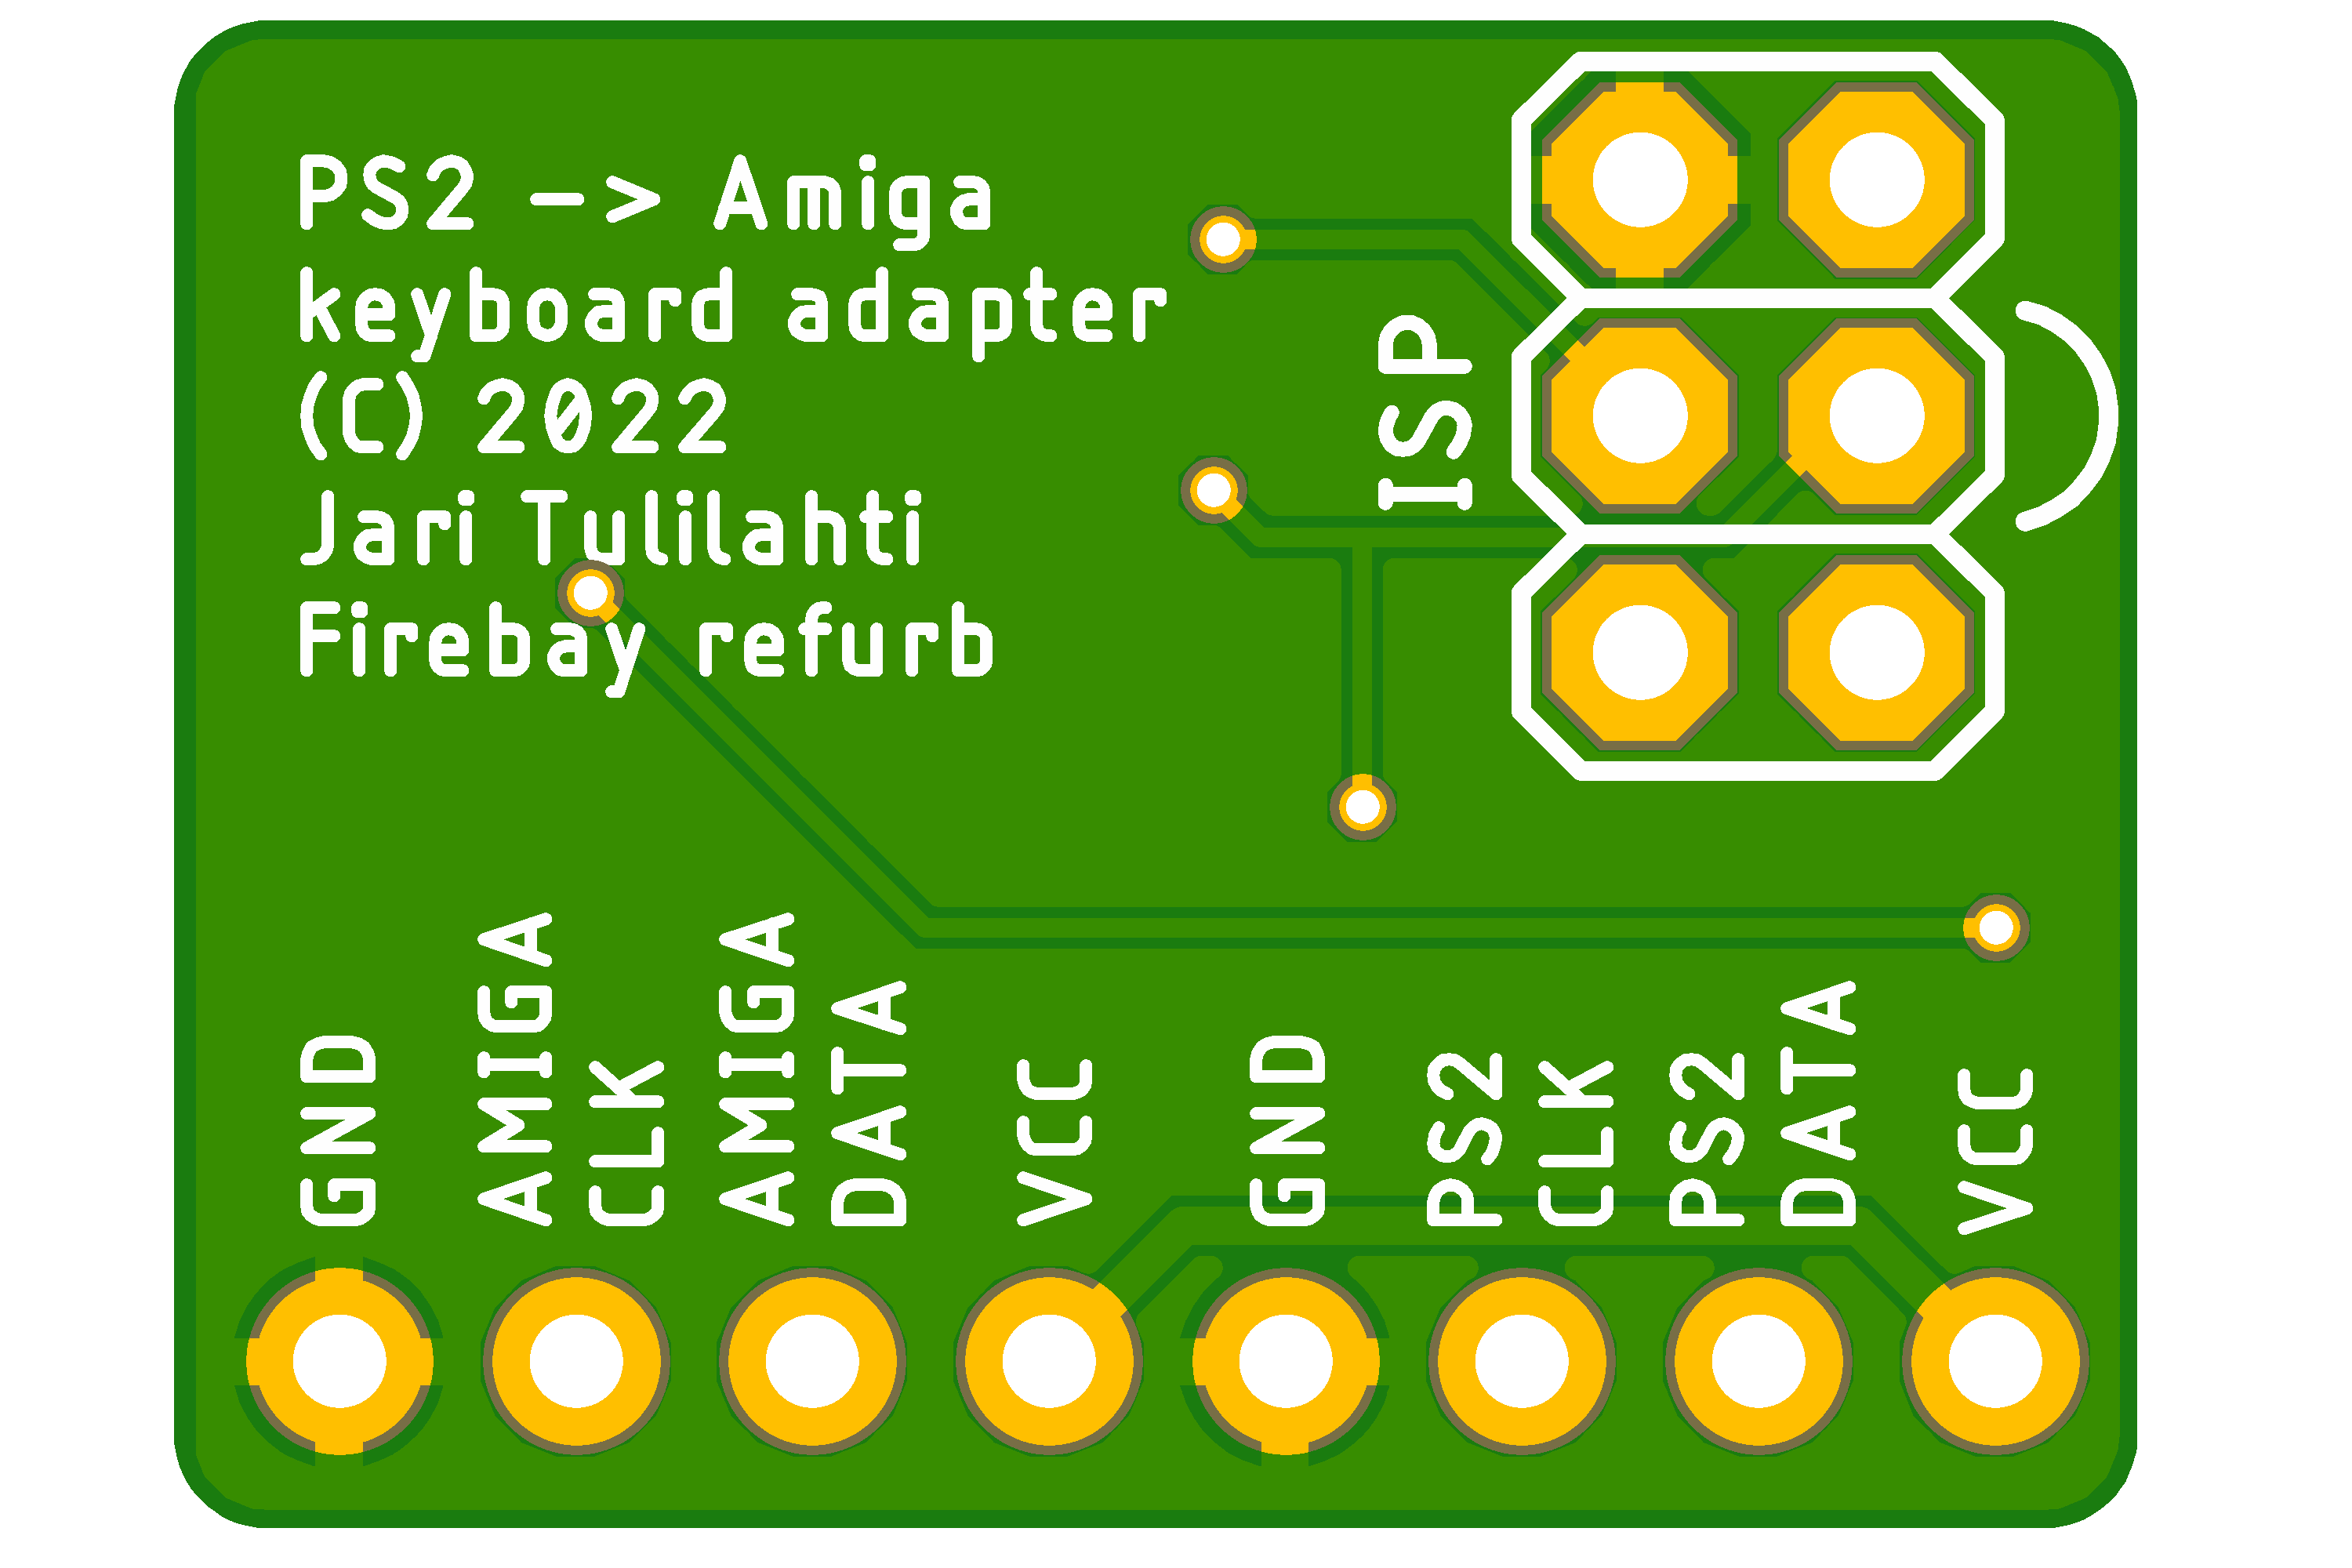 PS2 -> Amiga
keyboard adapter
(C) 2022
Jari Tulilahti
Firebay refurb
ISP
GND
AMIGA
CLK
AMIGA
DATA
VCC
GND
PS2
CLK
PS2
DATA
VCC